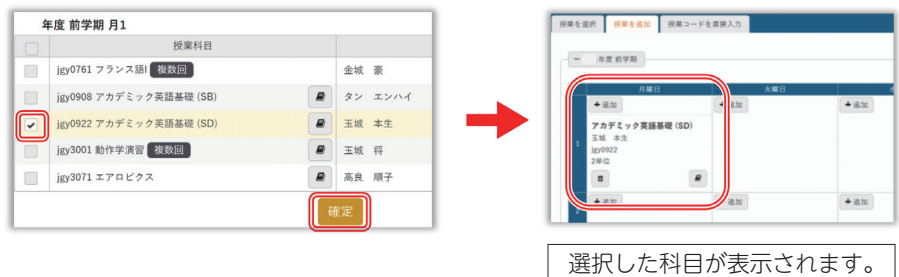 年度 前学期 月1
授業科目
jgy0761 フランス語I 複数回 金城 豪
jgy0908 アカデミック英語基礎 (SB) タン エンハイ
jgy0922 アカデミック英語基礎 (SD) 玉城 本生
jgy3001 動作学演習 複数回 玉城 将
jgy3071 エアロビクス 高良 順子
確定
授業を選択 授業を追加 授業コードを直接入力
年度 前学期
月曜日 火曜日
+追加 +追加 +追加
アカデミック英語基礎 (SD)
玉城 本生
1
jgy0922
2単位
+追加 追加 +追加
2
選択した科目が表示されます。